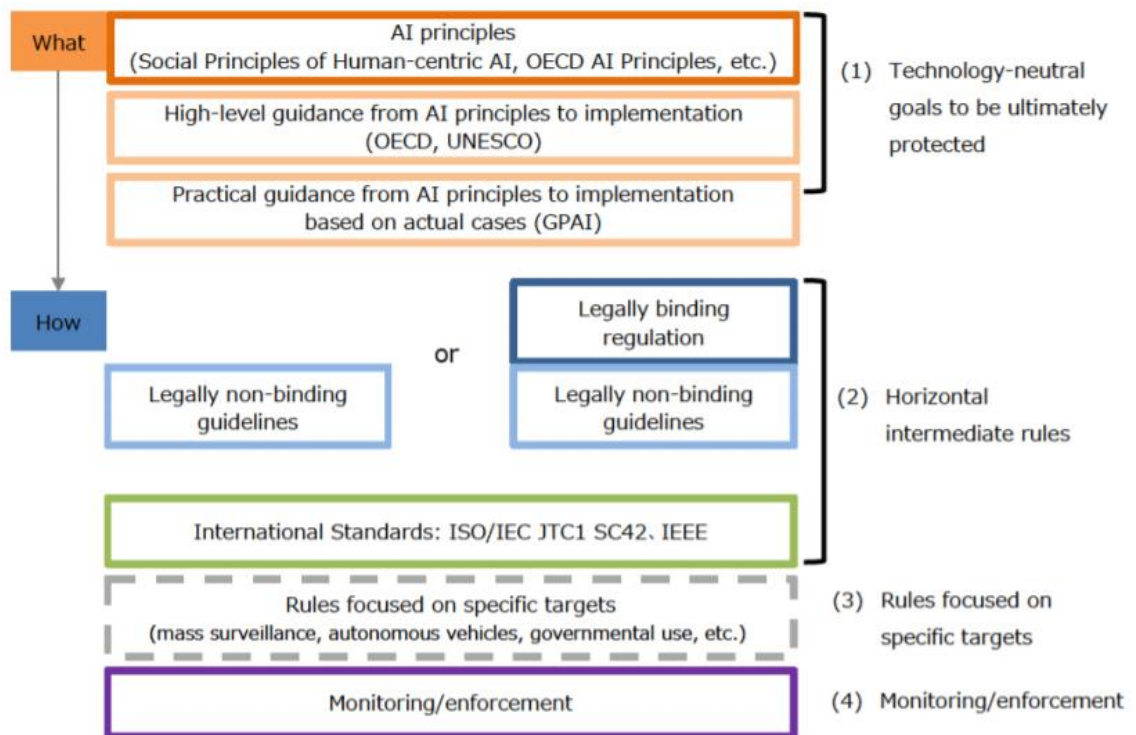 What
AI principles
(Social Principles of Human-centric AI, OECD AI Principles, etc.)
High-level guidance from AI principles to implementation
(OECD, UNESCO)
Practical guidance from AI principles to implementation
based on actual cases (GPAI)
(1) Technology-neutral
goals to be ultimately
protected
How
or
Legally non-binding
guidelines
Legally binding
regulation
Legally non-binding
guidelines
(2) Horizontal
intermediate rules
International Standards: ISO/IEC JTC1 SC42、IEEE
Rules focused on specific targets
(mass surveillance, autonomous vehicles, governmental use, etc.)
(3) Rules focused on
specific targets
Monitoring/enforcement
(4) Monitoring/enforcement